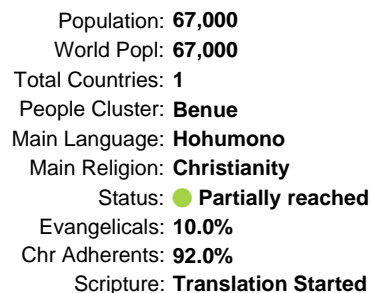 Population: 67,000
World Popl: 67,000
Total Countries: 1
People Cluster: Benue
Main Language: Hohumono
Main Religion: Christianity
Status: Partially reached
Evangelicals: 10.0%
Chr Adherents: 92.0%
Scripture: Translation Started